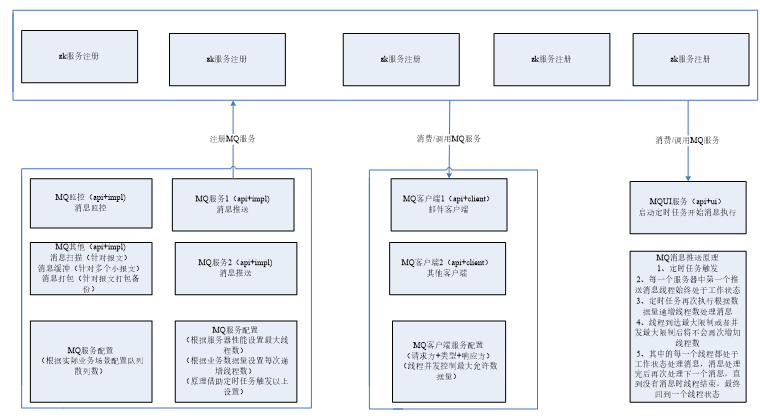 zk服务注册
zk服务注册
zk服务注册
zk服务注册
zk服务注册
注册MQ服务
消费/调用MQ服务
消费/调用MQ服务
MQ监控（api+impl)
消息监控
MQ服务1（api+impl)
消息推送
MQ其他（api+impl)
消息扫描（针对报文）
消息缓冲（针对多个小报文）
消息打包（针对报文打包备
份）
MQ服务2（api+impl)
消息推送
MQ服务配置
（根据实际业务场景配置队列
散列数）
MQ服务配置
（根据服务器性能设置最大线
程数）
（根据业务数据量设置每次递
增线程数）
（原理借助定时任务触发以上
设置）
MQ客户端1（api+client）
邮件客户端
MQ客户端2（api+client）
其他客户端
MQ客户端服务配置
（请求方+类型+响应方）
（线程并发控制最大允许数
据量）
MQUI服务（api+ui）
启动定时任务开始消息执行
MQ消息推送原理
1、定时任务触发
2、每一个服务器中第一个推
送消息线程始终处于工作状态
3、定时任务再次执行根据数
据量递增线程数处理消息
4、线程到达最大限制或者并
发最大限制后将不会再次增加
线程数
5、其中的每一个线程都处于
工作状态处理消息，消息处理
完后再次处理下一个消息，直
到没有消息时线程结束，最终
回到一个线程状态